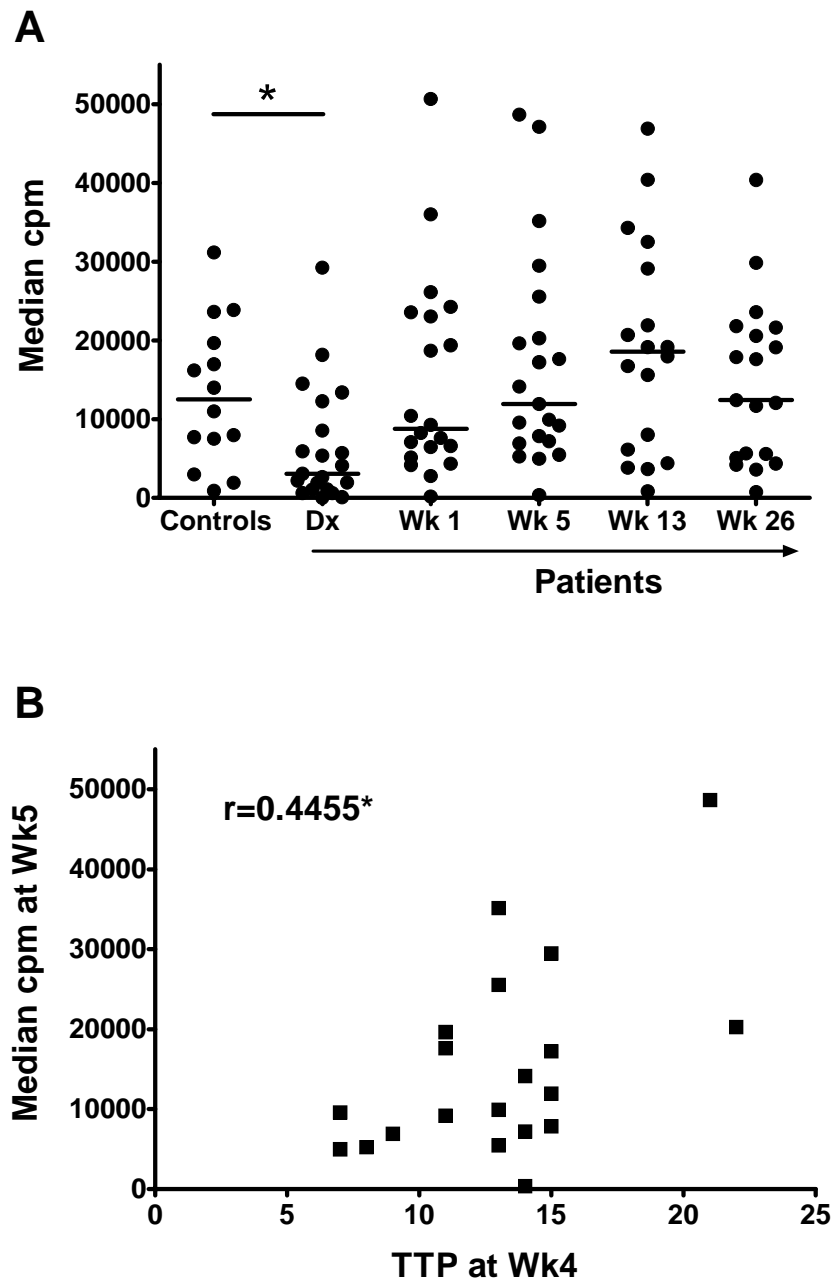 A
*
Median cpm
50000
40000
30000
20000
10000
0
Controls Dx Wk 1 Wk 5 Wk 13 Wk 26
Patients
B
r=0.4455*
Median cpm at Wk5
50000
40000
30000
20000
10000
0
0 5 10 15 20 25
TTP at Wk4